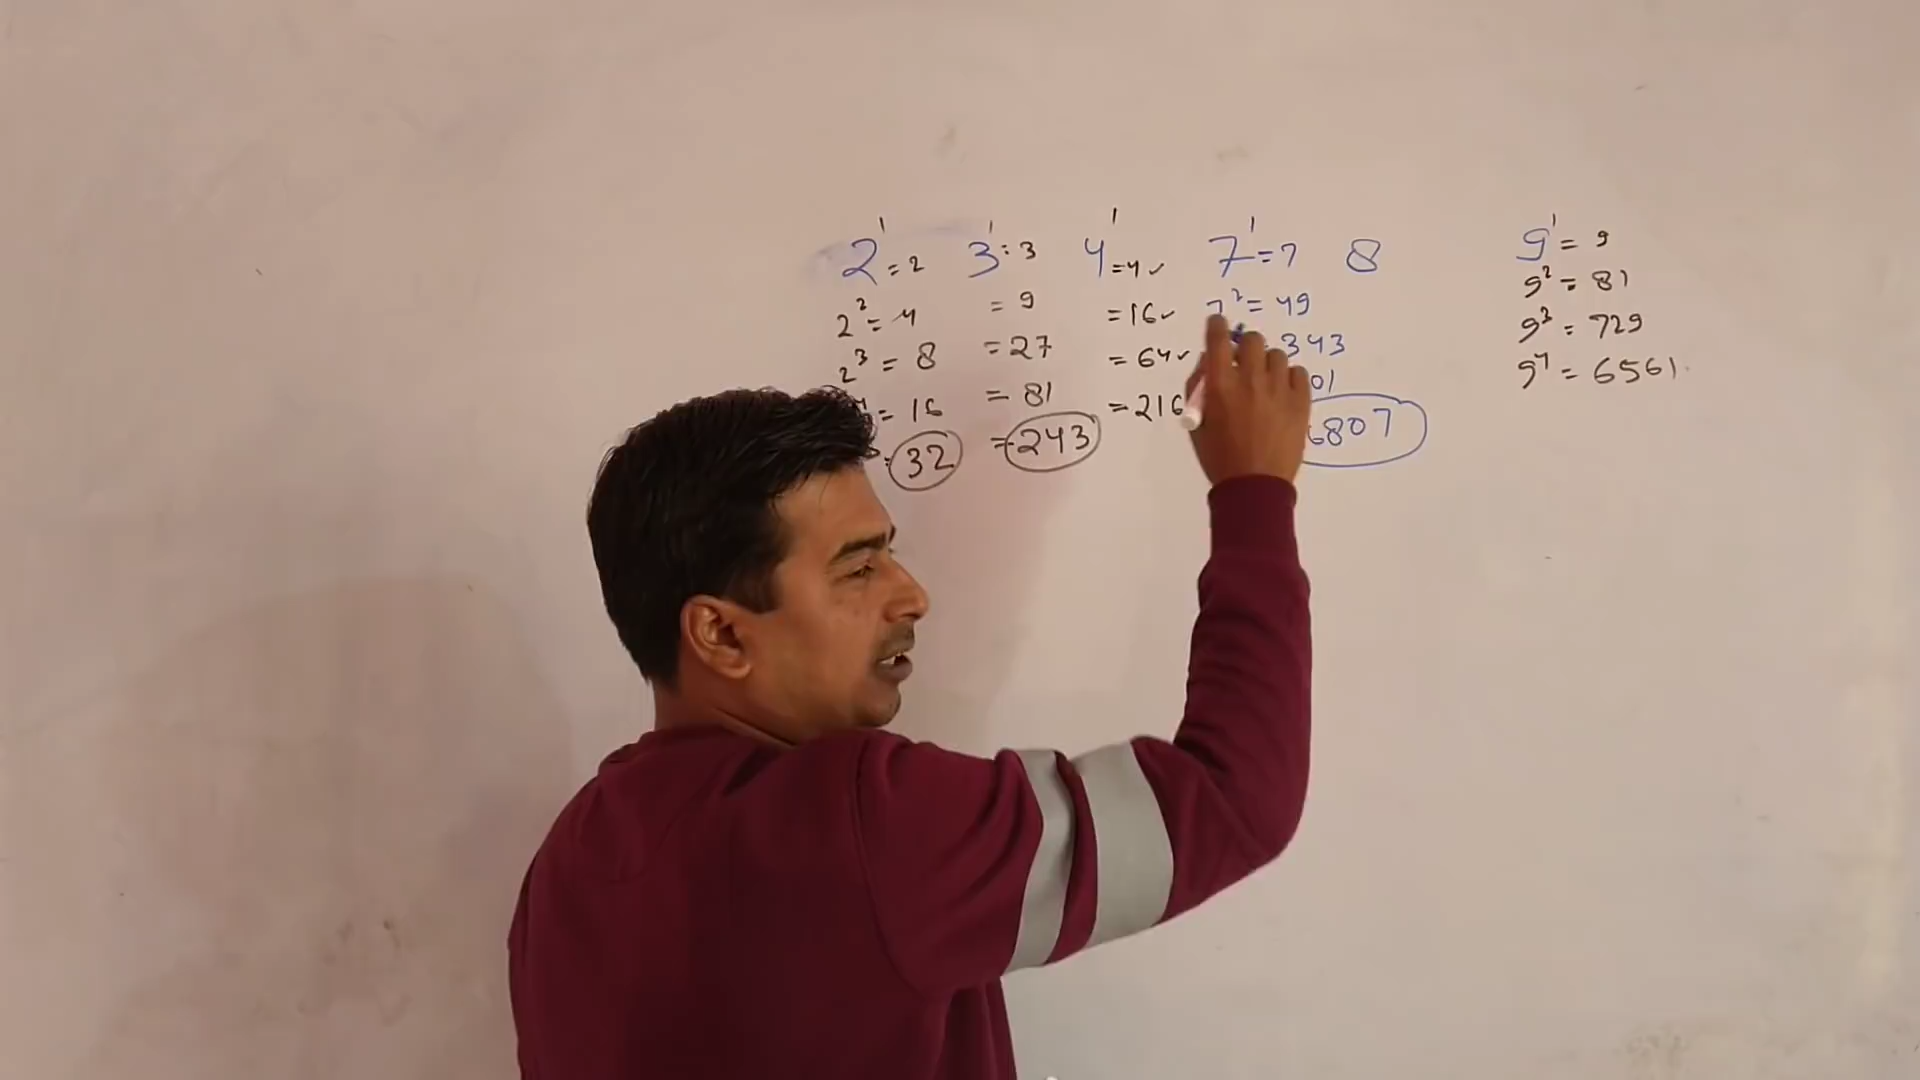 2¹ = 2 3¹ = 3 4¹ = 4 ✓ 7¹ = 7 8 9¹ = 9
2² = 4 = 9 = 16 ✓ 7² = 49 9² = 81
2³ = 8 = 27 = 64 ✓ 343 9³ = 729
= 16 = 81 = 216 01 9⁴ = 6561
= 32 = 243 6807